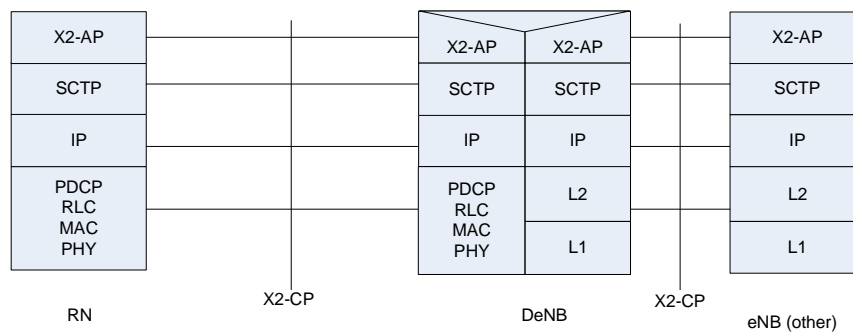 X2-AP
SCTP
IP
PDCP
RLC
MAC
PHY
RN
X2-CP
X2-AP
X2-AP
SCTP
SCTP
IP
IP
PDCP
RLC
MAC
PHY
L2
L1
DeNB
X2-CP
X2-AP
SCTP
IP
L2
L1
eNB (other)